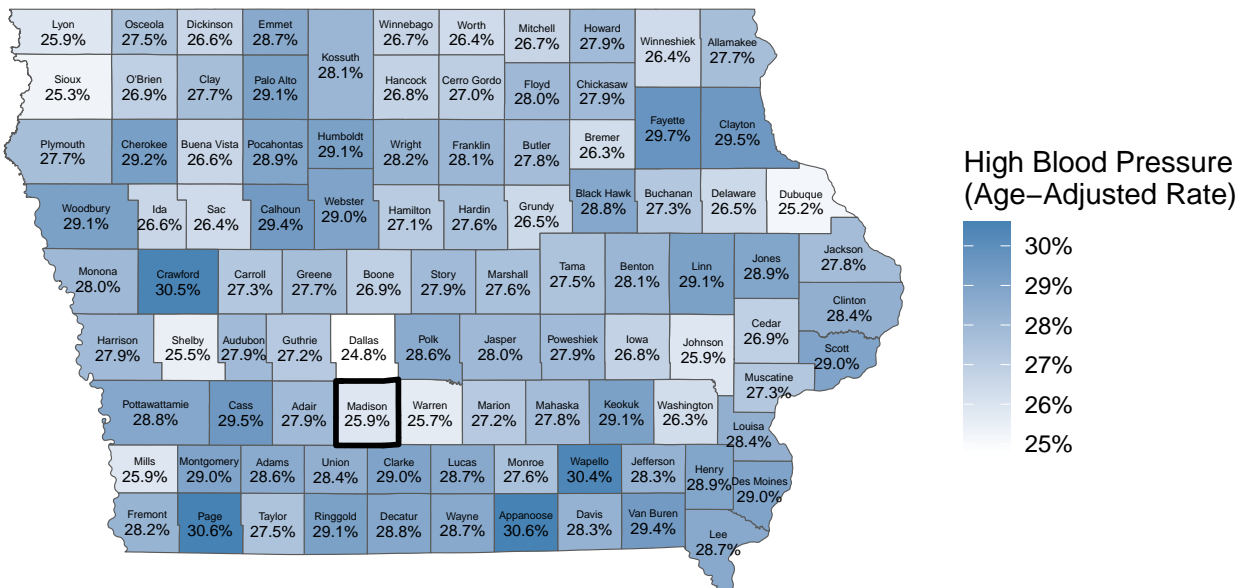 Lyon
25.9%
Osceola
27.5%
Dickinson
26.6%
Emmet
28.7%
Kossuth
28.1%
Winnebago
26.7%
Worth
26.4%
Mitchell
26.7%
Howard
27.9%
Winneshiek
26.4%
Allamakee
27.7%
Sioux
25.3%
O'Brien
26.9%
Clay
27.7%
Palo Alto
29.1%
Hancock
26.8%
Cerro Gordo
27.0%
Floyd
28.0%
Chickasaw
27.9%
Fayette
29.7%
Clayton
29.5%
Plymouth
27.7%
Cherokee
29.2%
Buena Vista
26.6%
Pocahontas
28.9%
Humboldt
29.1%
Wright
28.2%
Franklin
28.1%
Butler
27.8%
Bremer
26.3%
Woodbury
29.1%
Ida
26.6%
Sac
26.4%
Calhoun
29.4%
Webster
29.0%
Hamilton
27.1%
Hardin
27.6%
Grundy
26.5%
Black Hawk
28.8%
Buchanan
27.3%
Delaware
26.5%
Dubuque
25.2%
Monona
28.0%
Crawford
30.5%
Carroll
27.3%
Greene
27.7%
Boone
26.9%
Story
27.9%
Marshall
27.6%
Tama
27.5%
Benton
28.1%
Linn
29.1%
Jones
28.9%
Jackson
27.8%
Clinton
28.4%
Harrison
27.9%
Shelby
25.5%
Audubon
27.9%
Guthrie
27.2%
Dallas
24.8%
Polk
28.6%
Jasper
28.0%
Poweshiek
27.9%
Iowa
26.8%
Johnson
25.9%
Cedar
26.9%
Scott
29.0%
Muscatine
27.3%
Pottawattamie
28.8%
Cass
29.5%
Adair
27.9%
Madison
25.9%
Warren
25.7%
Marion
27.2%
Mahaska
27.8%
Keokuk
29.1%
Washington
26.3%
Louisa
28.4%
Mills
25.9%
Montgomery
29.0%
Adams
28.6%
Union
28.4%
Clarke
29.0%
Lucas
28.7%
Monroe
27.6%
Wapello
30.4%
Jefferson
28.3%
Henry
28.9%
Des Moines
29.0%
Fremont
28.2%
Page
30.6%
Taylor
27.5%
Ringgold
29.1%
Decatur
28.8%
Wayne
28.7%
Appanoose
30.6%
Davis
28.3%
Van Buren
29.4%
Lee
28.7%
High Blood Pressure
(Age−Adjusted Rate)
30%
29%
28%
27%
26%
25%